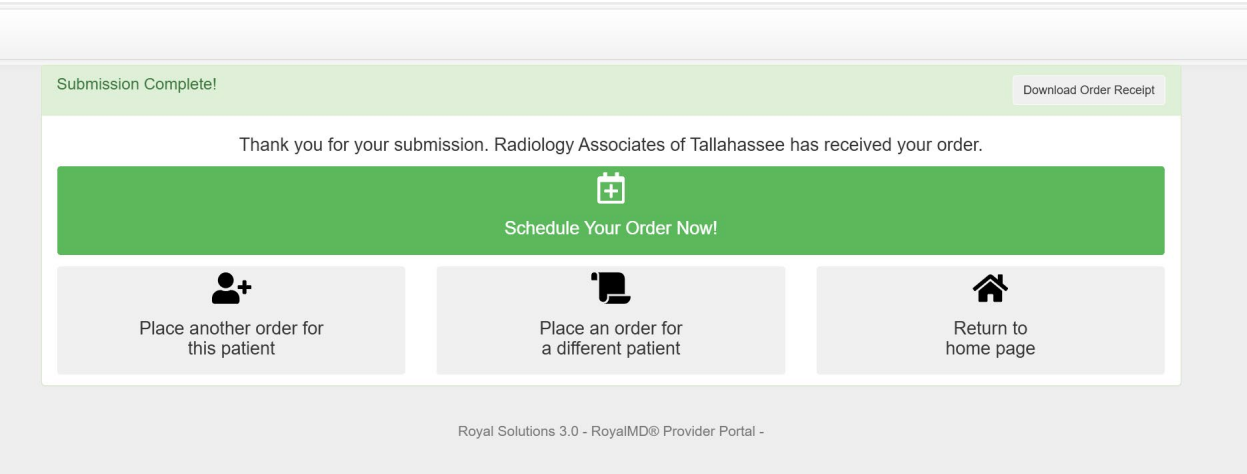 Submission Complete!
Download Order Receipt
Thank you for your submission. Radiology Associates of Tallahassee has received your order.
Schedule Your Order Now!
Place another order for
this patient
Place an order for
a different patient
Return to
home page
Royal Solutions 3.0 - RoyalMD® Provider Portal -